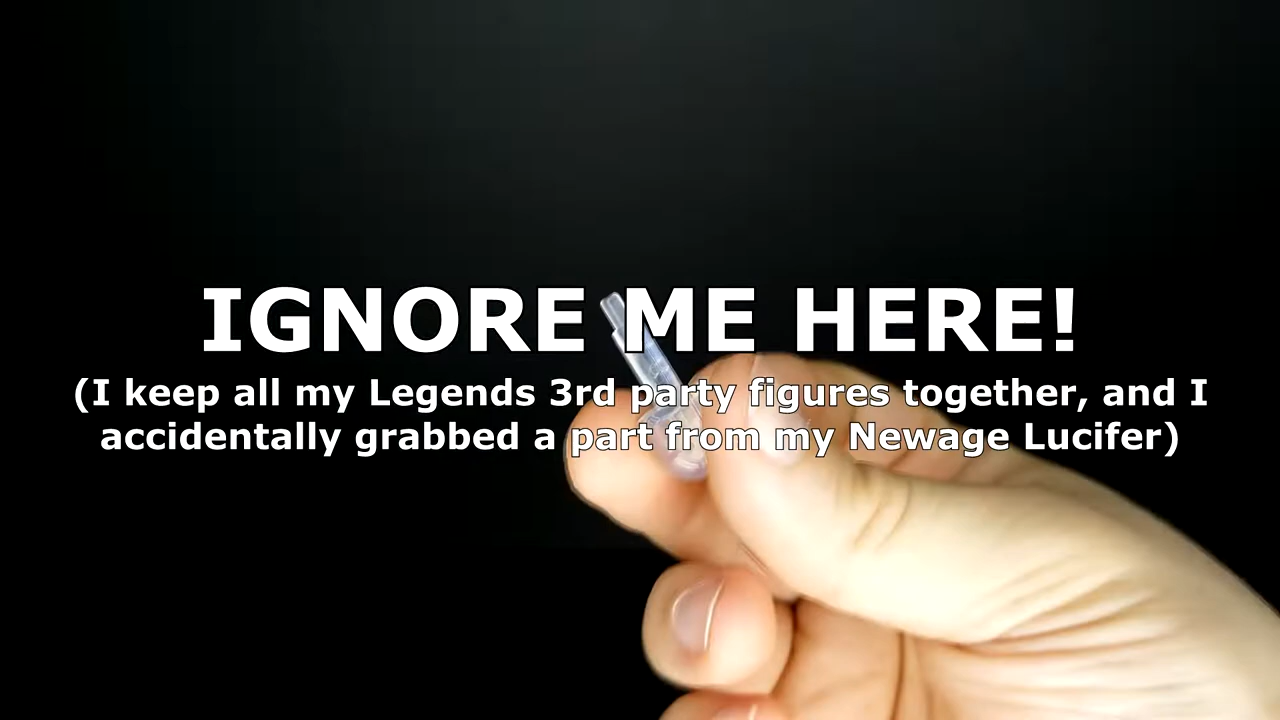 IGNORE ME HERE!
(I keep all my Legends 3rd party figures together, and I
accidentally grabbed a part from my Newage Lucifer)